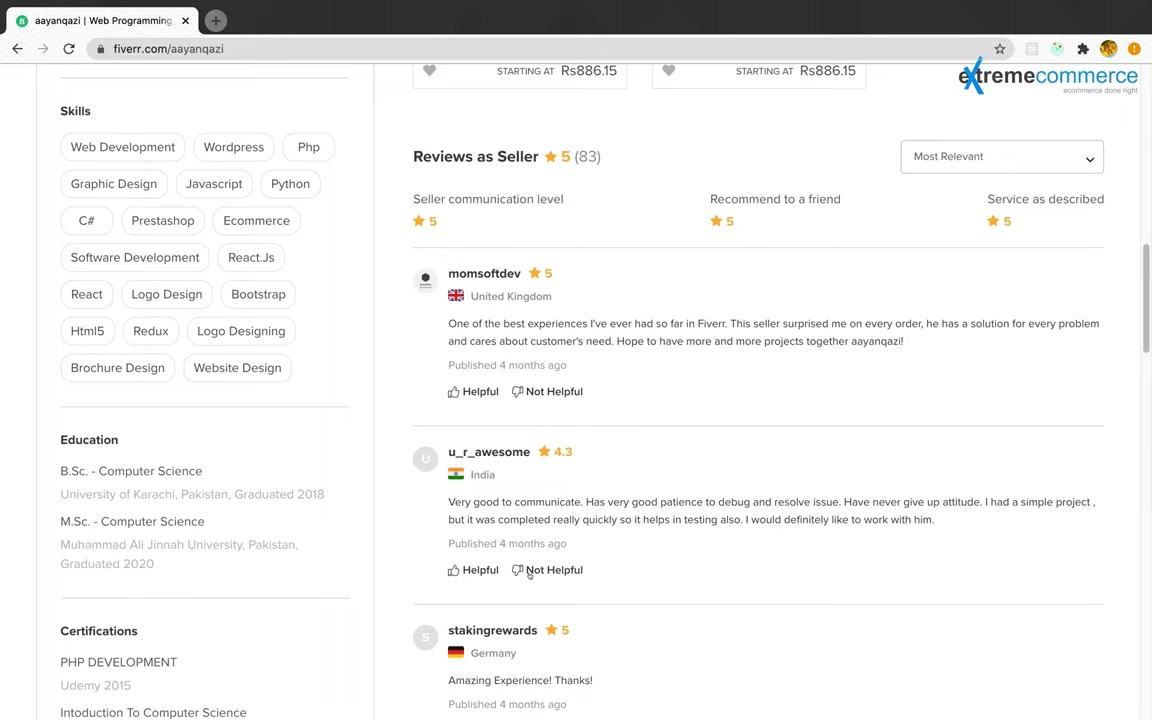 aayanqazi | Web Programming
fiverr.com/aayanqazi
extremecommerce
ecommerce done right
STARTING AT Rs886.15
STARTING AT Rs886.15
Skills
Web Development
Wordpress
Php
Graphic Design
Javascript
Python
C#
Prestashop
Ecommerce
Software Development
React.Js
React
Logo Design
Bootstrap
Html5
Redux
Logo Designing
Brochure Design
Website Design
Education
B.Sc. - Computer Science
University of Karachi, Pakistan, Graduated 2018
M.Sc. - Computer Science
Muhammad Ali Jinnah University, Pakistan,
Graduated 2020
Certifications
PHP DEVELOPMENT
Udemy 2015
Intoduction To Computer Science
Reviews as Seller 5 (83)
Most Relevant
Seller communication level
5
Recommend to a friend
5
Service as described
5
momsoftdev 5
United Kingdom
One of the best experiences I've ever had so far in Fiverr. This seller surprised me on every order, he has a solution for every problem
and cares about customer's need. Hope to have more and more projects together aayanqazi!
Published 4 months ago
Helpful Not Helpful
U
u_r_awesome 4.3
India
Very good to communicate. Has very good patience to debug and resolve issue. Have never give up attitude. I had a simple project ,
but it was completed really quickly so it helps in testing also. I would definitely like to work with him.
Published 4 months ago
Helpful Not Helpful
S
stakingrewards 5
Germany
Amazing Experience! Thanks!
Published 4 months ago